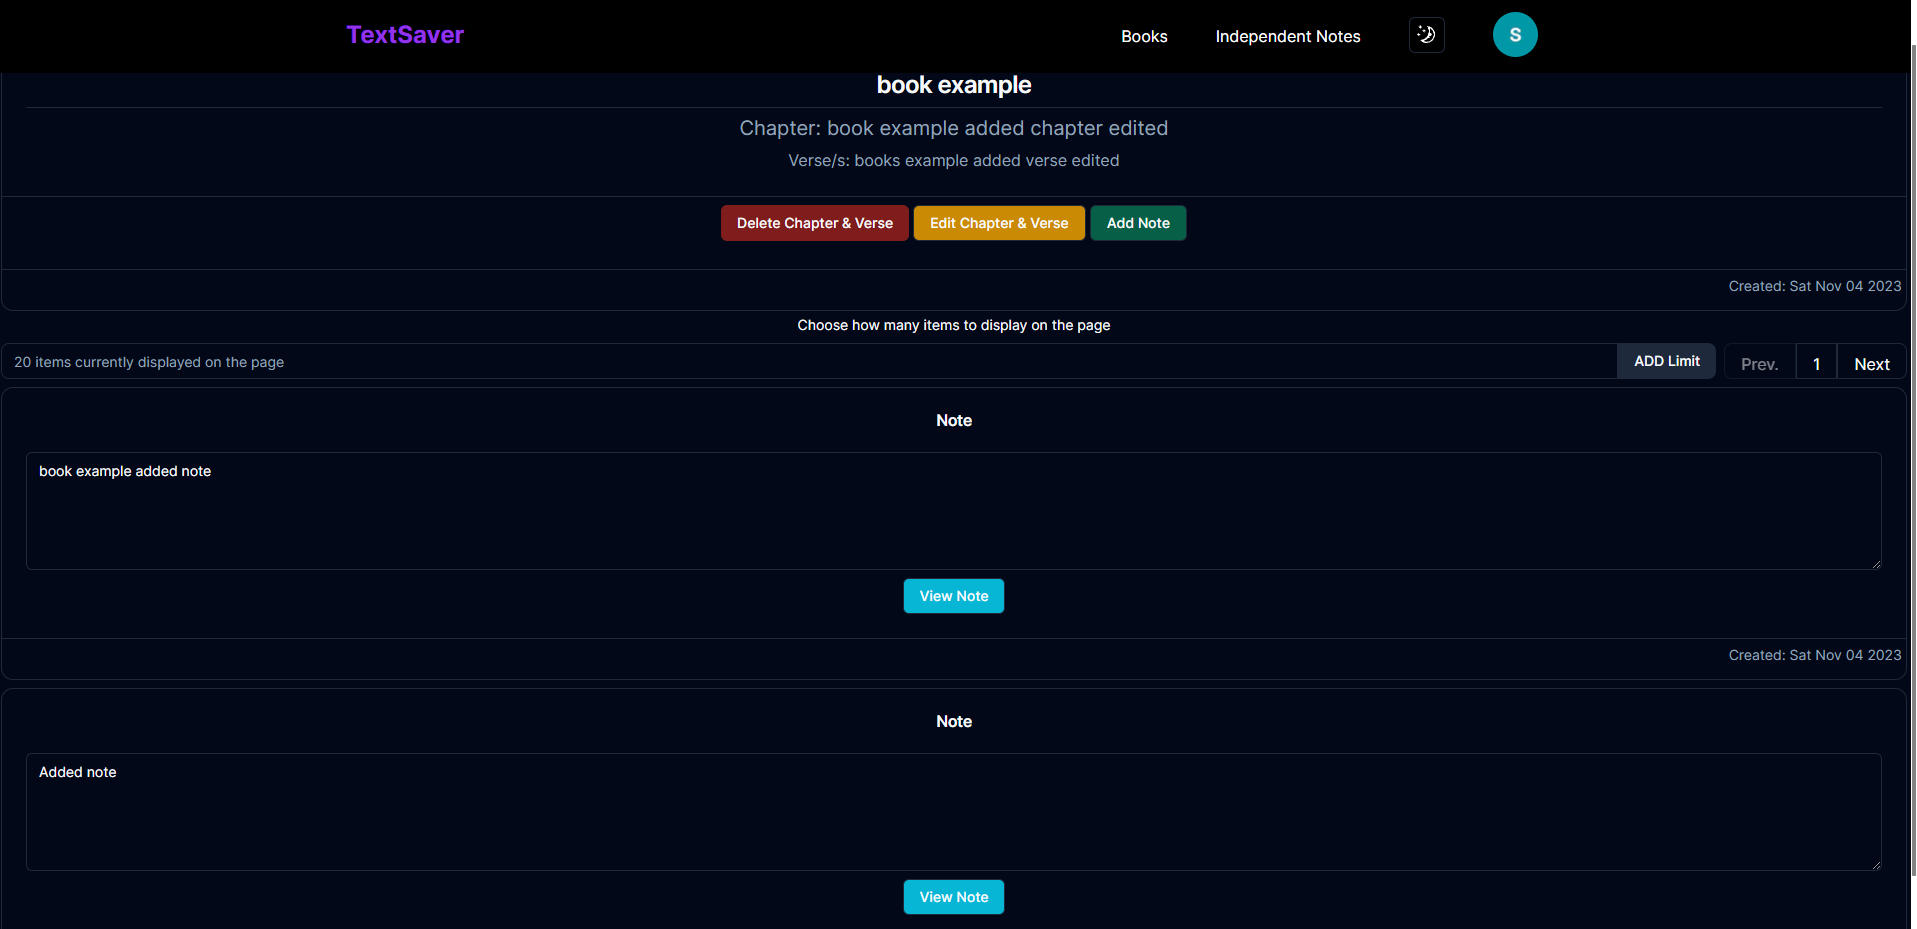 TextSaver
Books
Independent Notes
S
book example
Chapter: book example added chapter edited
Verse/s: books example added verse edited
Delete Chapter & Verse
Edit Chapter & Verse
Add Note
Created: Sat Nov 04 2023
Choose how many items to display on the page
20 items currently displayed on the page
ADD Limit
Prev.
1
Next
Note
book example added note
View Note
Created: Sat Nov 04 2023
Note
Added note
View Note